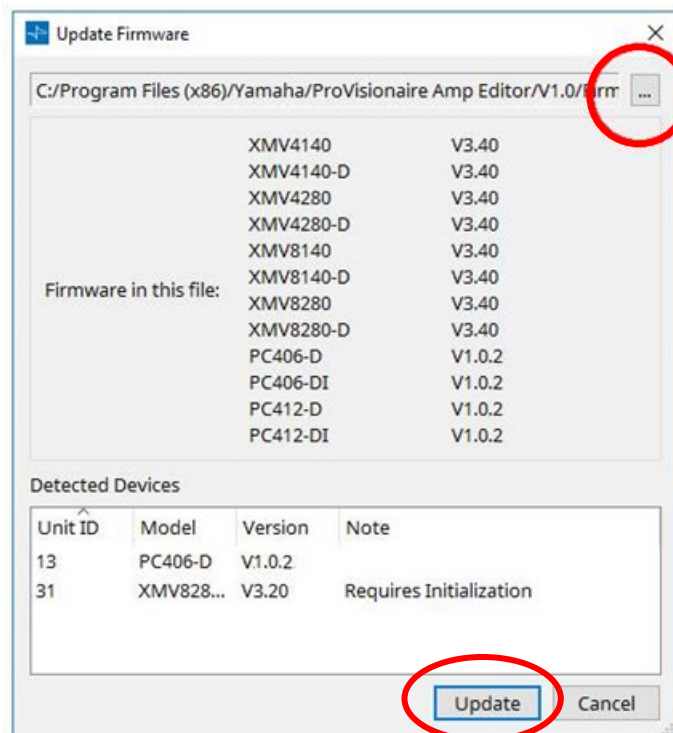 Update Firmware
C:/Program Files (x86)/Yamaha/ProVisionaire Amp Editor/V1.0/Firm ...
XMV4140 V3.40
XMV4140-D V3.40
XMV4280 V3.40
XMV4280-D V3.40
XMV8140 V3.40
XMV8140-D V3.40
Firmware in this file:
XMV8280 V3.40
XMV8280-D V3.40
PC406-D V1.0.2
PC406-DI V1.0.2
PC412-D V1.0.2
PC412-DI V1.0.2
Detected Devices
Unit ID Model Version Note
13 PC406-D V1.0.2
31 XMV828... V3.20 Requires Initialization
Update Cancel